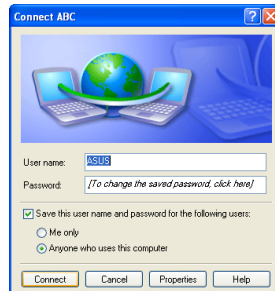 Connect ABC
User name: ASUS
Password: [To change the saved password, click here]
Save this user name and password for the following users:
Me only
Anyone who uses this computer
Connect Cancel Properties Help